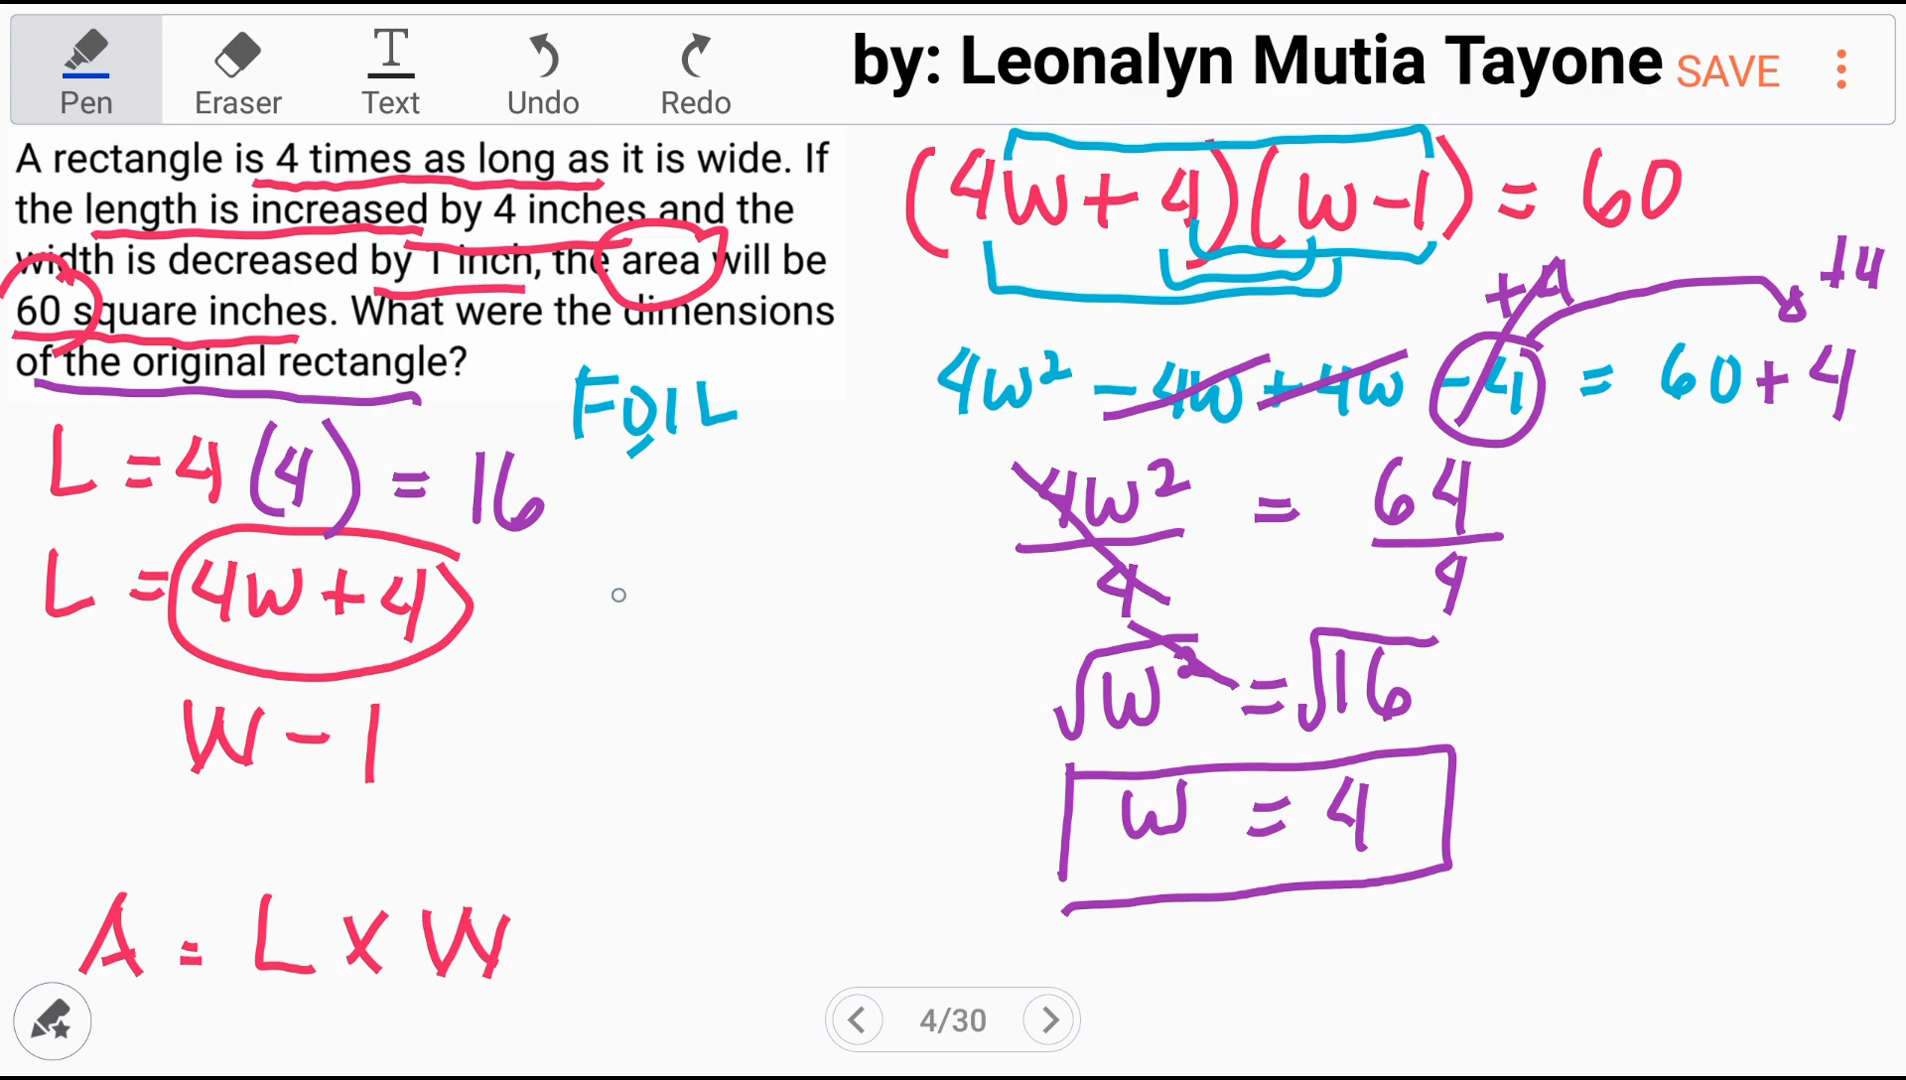 Pen Eraser Text Undo Redo by: Leonalyn Mutia Tayone SAVE
A rectangle is 4 times as long as it is wide. If
the length is increased by 4 inches and the
width is decreased by 1 inch, the area will be
60 square inches. What were the dimensions
of the original rectangle?
FOIL
L = 4(4) = 16
L = 4W+4
W - 1
A = L X W
(4W+4)(W-1) = 60
+4 +4
4W² - 4W + 4W - 4 = 60 + 4
4W² = 64
4 4
√W² = √16
W = 4
4/30